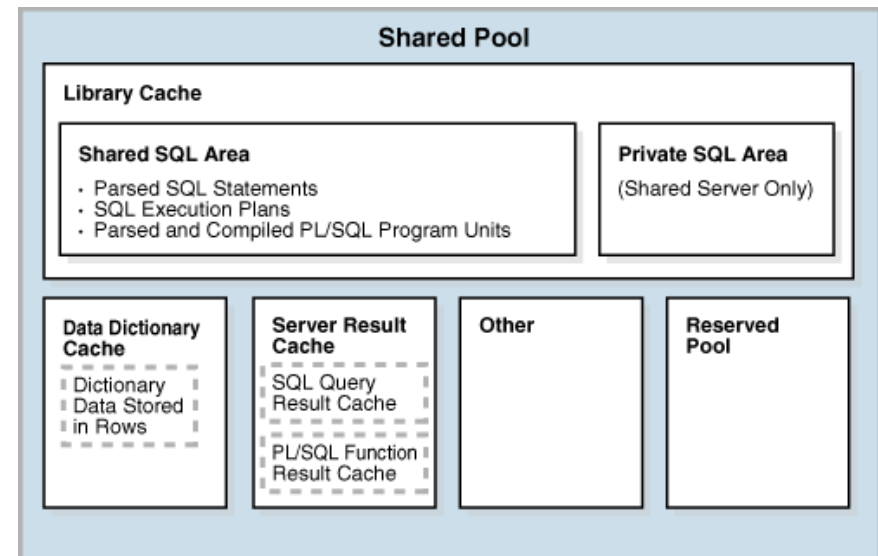 Shared Pool
Library Cache
Shared SQL Area
· Parsed SQL Statements
· SQL Execution Plans
· Parsed and Compiled PL/SQL Program Units
Private SQL Area
(Shared Server Only)
Data Dictionary
Cache
Dictionary
Data Stored
in Rows
Server Result
Cache
SQL Query
Result Cache
PL/SQL Function
Result Cache
Other
Reserved
Pool